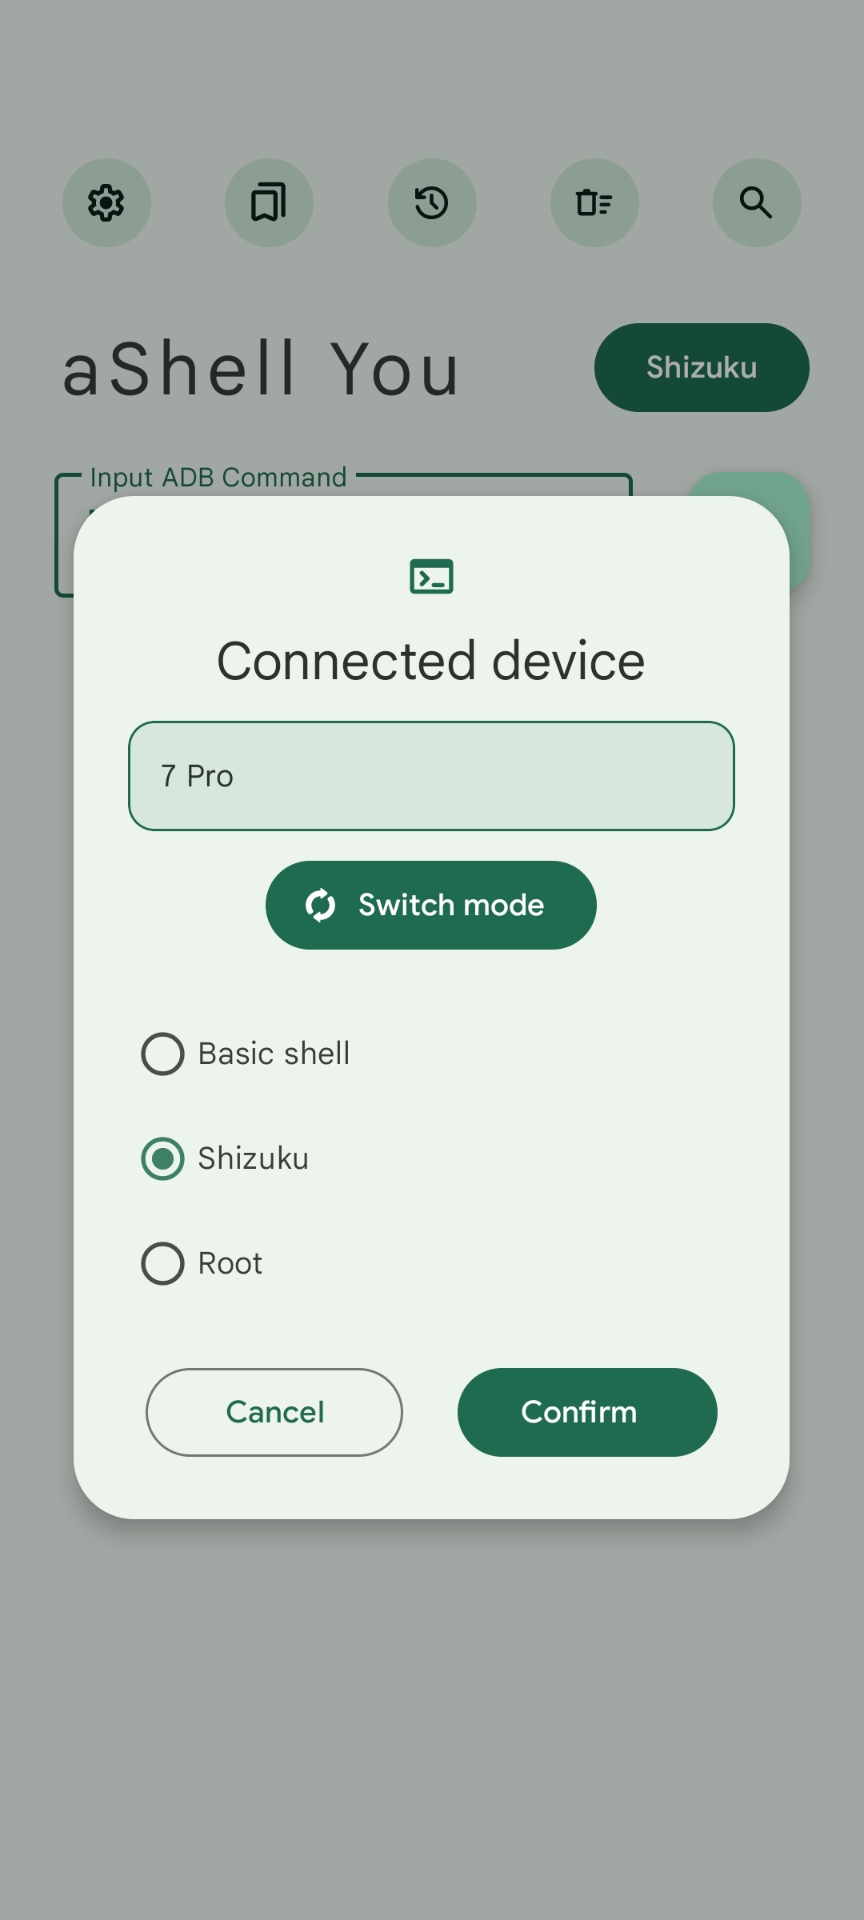 aShell You
Shizuku
Input ADB Command
Connected device
7 Pro
Switch mode
Basic shell
Shizuku
Root
Cancel
Confirm